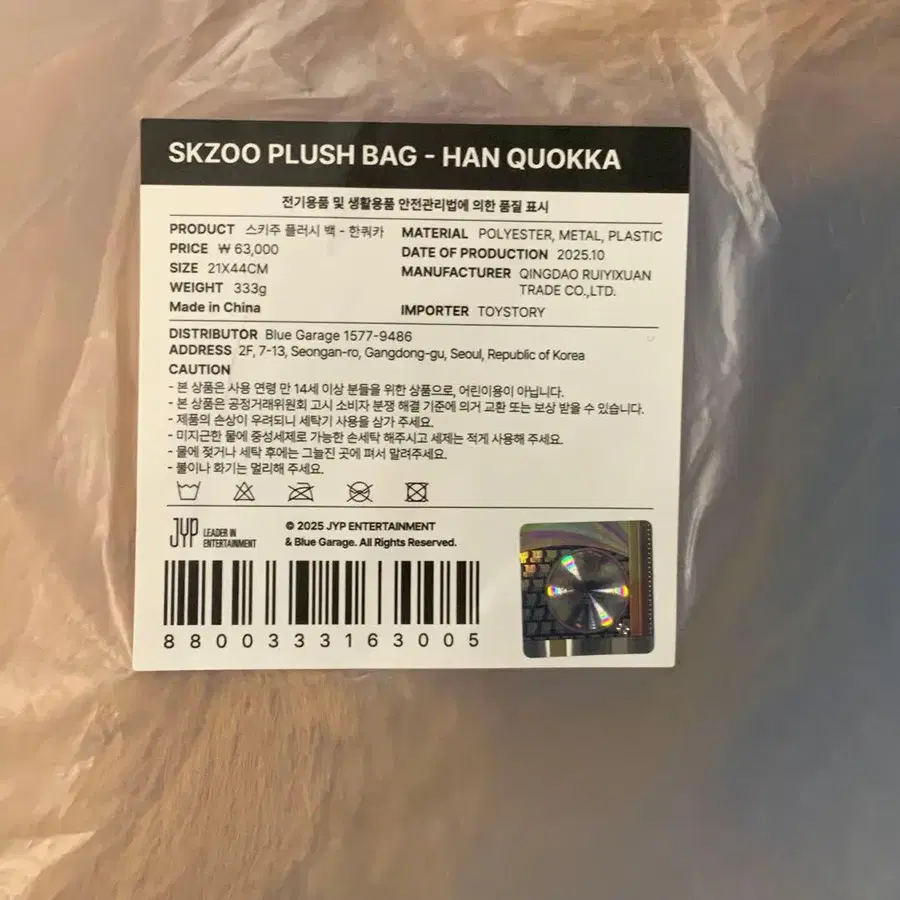 SKZOO PLUSH BAG - HAN QUOKKA
전기용품 및 생활용품 안전관리법에 의한 품질 표시
PRODUCT 스키주 플러시 백 - 한쿼카
PRICE ₩ 63,000
SIZE 21X44CM
WEIGHT 333g
Made in China
MATERIAL POLYESTER, METAL, PLASTIC
DATE OF PRODUCTION 2025.10
MANUFACTURER QINGDAO RUIYIXUAN
TRADE CO.,LTD.
IMPORTER TOYSTORY
DISTRIBUTOR Blue Garage 1577-9486
ADDRESS 2F, 7-13, Seongan-ro, Gangdong-gu, Seoul, Republic of Korea
CAUTION
- 본 상품은 사용 연령 만 14세 이상 분들을 위한 상품으로, 어린이용이 아닙니다.
- 본 상품은 공정거래위원회 고시 소비자 분쟁 해결 기준에 의거 교환 또는 보상 받을 수 있습니다.
- 제품의 손상이 우려되니 세탁기 사용을 삼가 주세요.
- 미지근한 물에 중성세제로 가능한 손세탁 해주시고 세제는 적게 사용해 주세요.
- 물에 젖거나 세탁 후에는 그늘진 곳에 펴서 말려주세요.
- 불이나 화기는 멀리해 주세요.
JYP LEADER IN
ENTERTAINMENT
© 2025 JYP ENTERTAINMENT
& Blue Garage. All Rights Reserved.
8800333163005